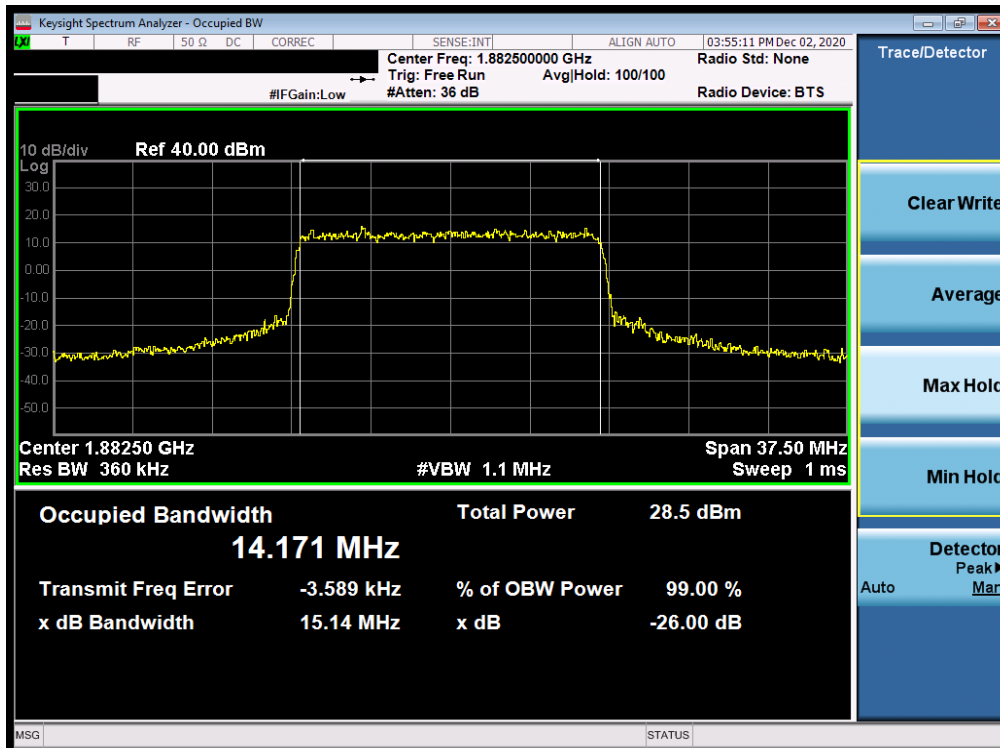 Keysight Spectrum Analyzer - Occupied BW
LXI T RF 50 Ω DC CORREC SENSE:INT ALIGN AUTO 03:55:11 PM Dec 02, 2020
Center Freq: 1.882500000 GHz Radio Std: None
Trig: Free Run Avg|Hold: 100/100
#IFGain:Low #Atten: 36 dB Radio Device: BTS
10 dB/div Ref 40.00 dBm
Log
30.0
20.0
10.0
0.00
-10.0
-20.0
-30.0
-40.0
-50.0
Center 1.88250 GHz Span 37.50 MHz
Res BW 360 kHz #VBW 1.1 MHz Sweep 1 ms
Occupied Bandwidth Total Power 28.5 dBm
14.171 MHz
Transmit Freq Error -3.589 kHz % of OBW Power 99.00 %
x dB Bandwidth 15.14 MHz x dB -26.00 dB
MSG STATUS
Trace/Detector
Clear Write
Average
Max Hold
Min Hold
Detector
Peak
Auto Man